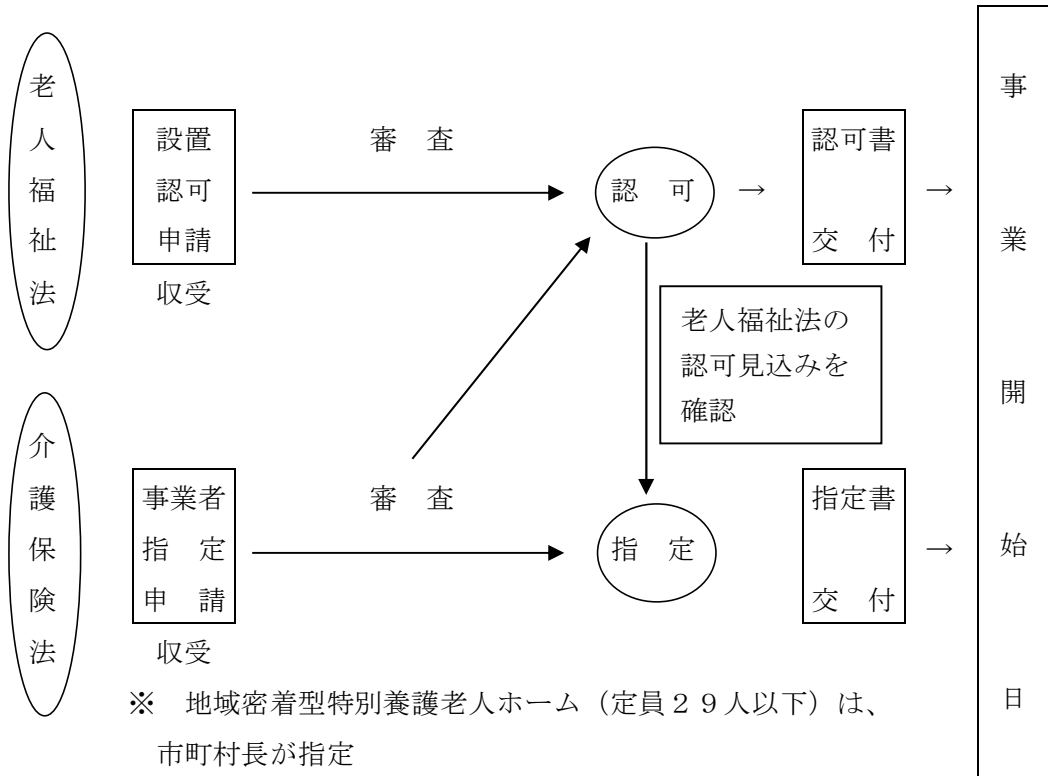 老人福祉法
設置
認可
申請
収受
審　査
認　可
→
認可書
交　付
→
老人福祉法の
認可見込みを
確認
介護保険法
事業者
指　定
申　請
収受
審　査
指　定
指定書
交　付
→
事業開始日
※　地域密着型特別養護老人ホーム（定員２９人以下）は、
市町村長が指定